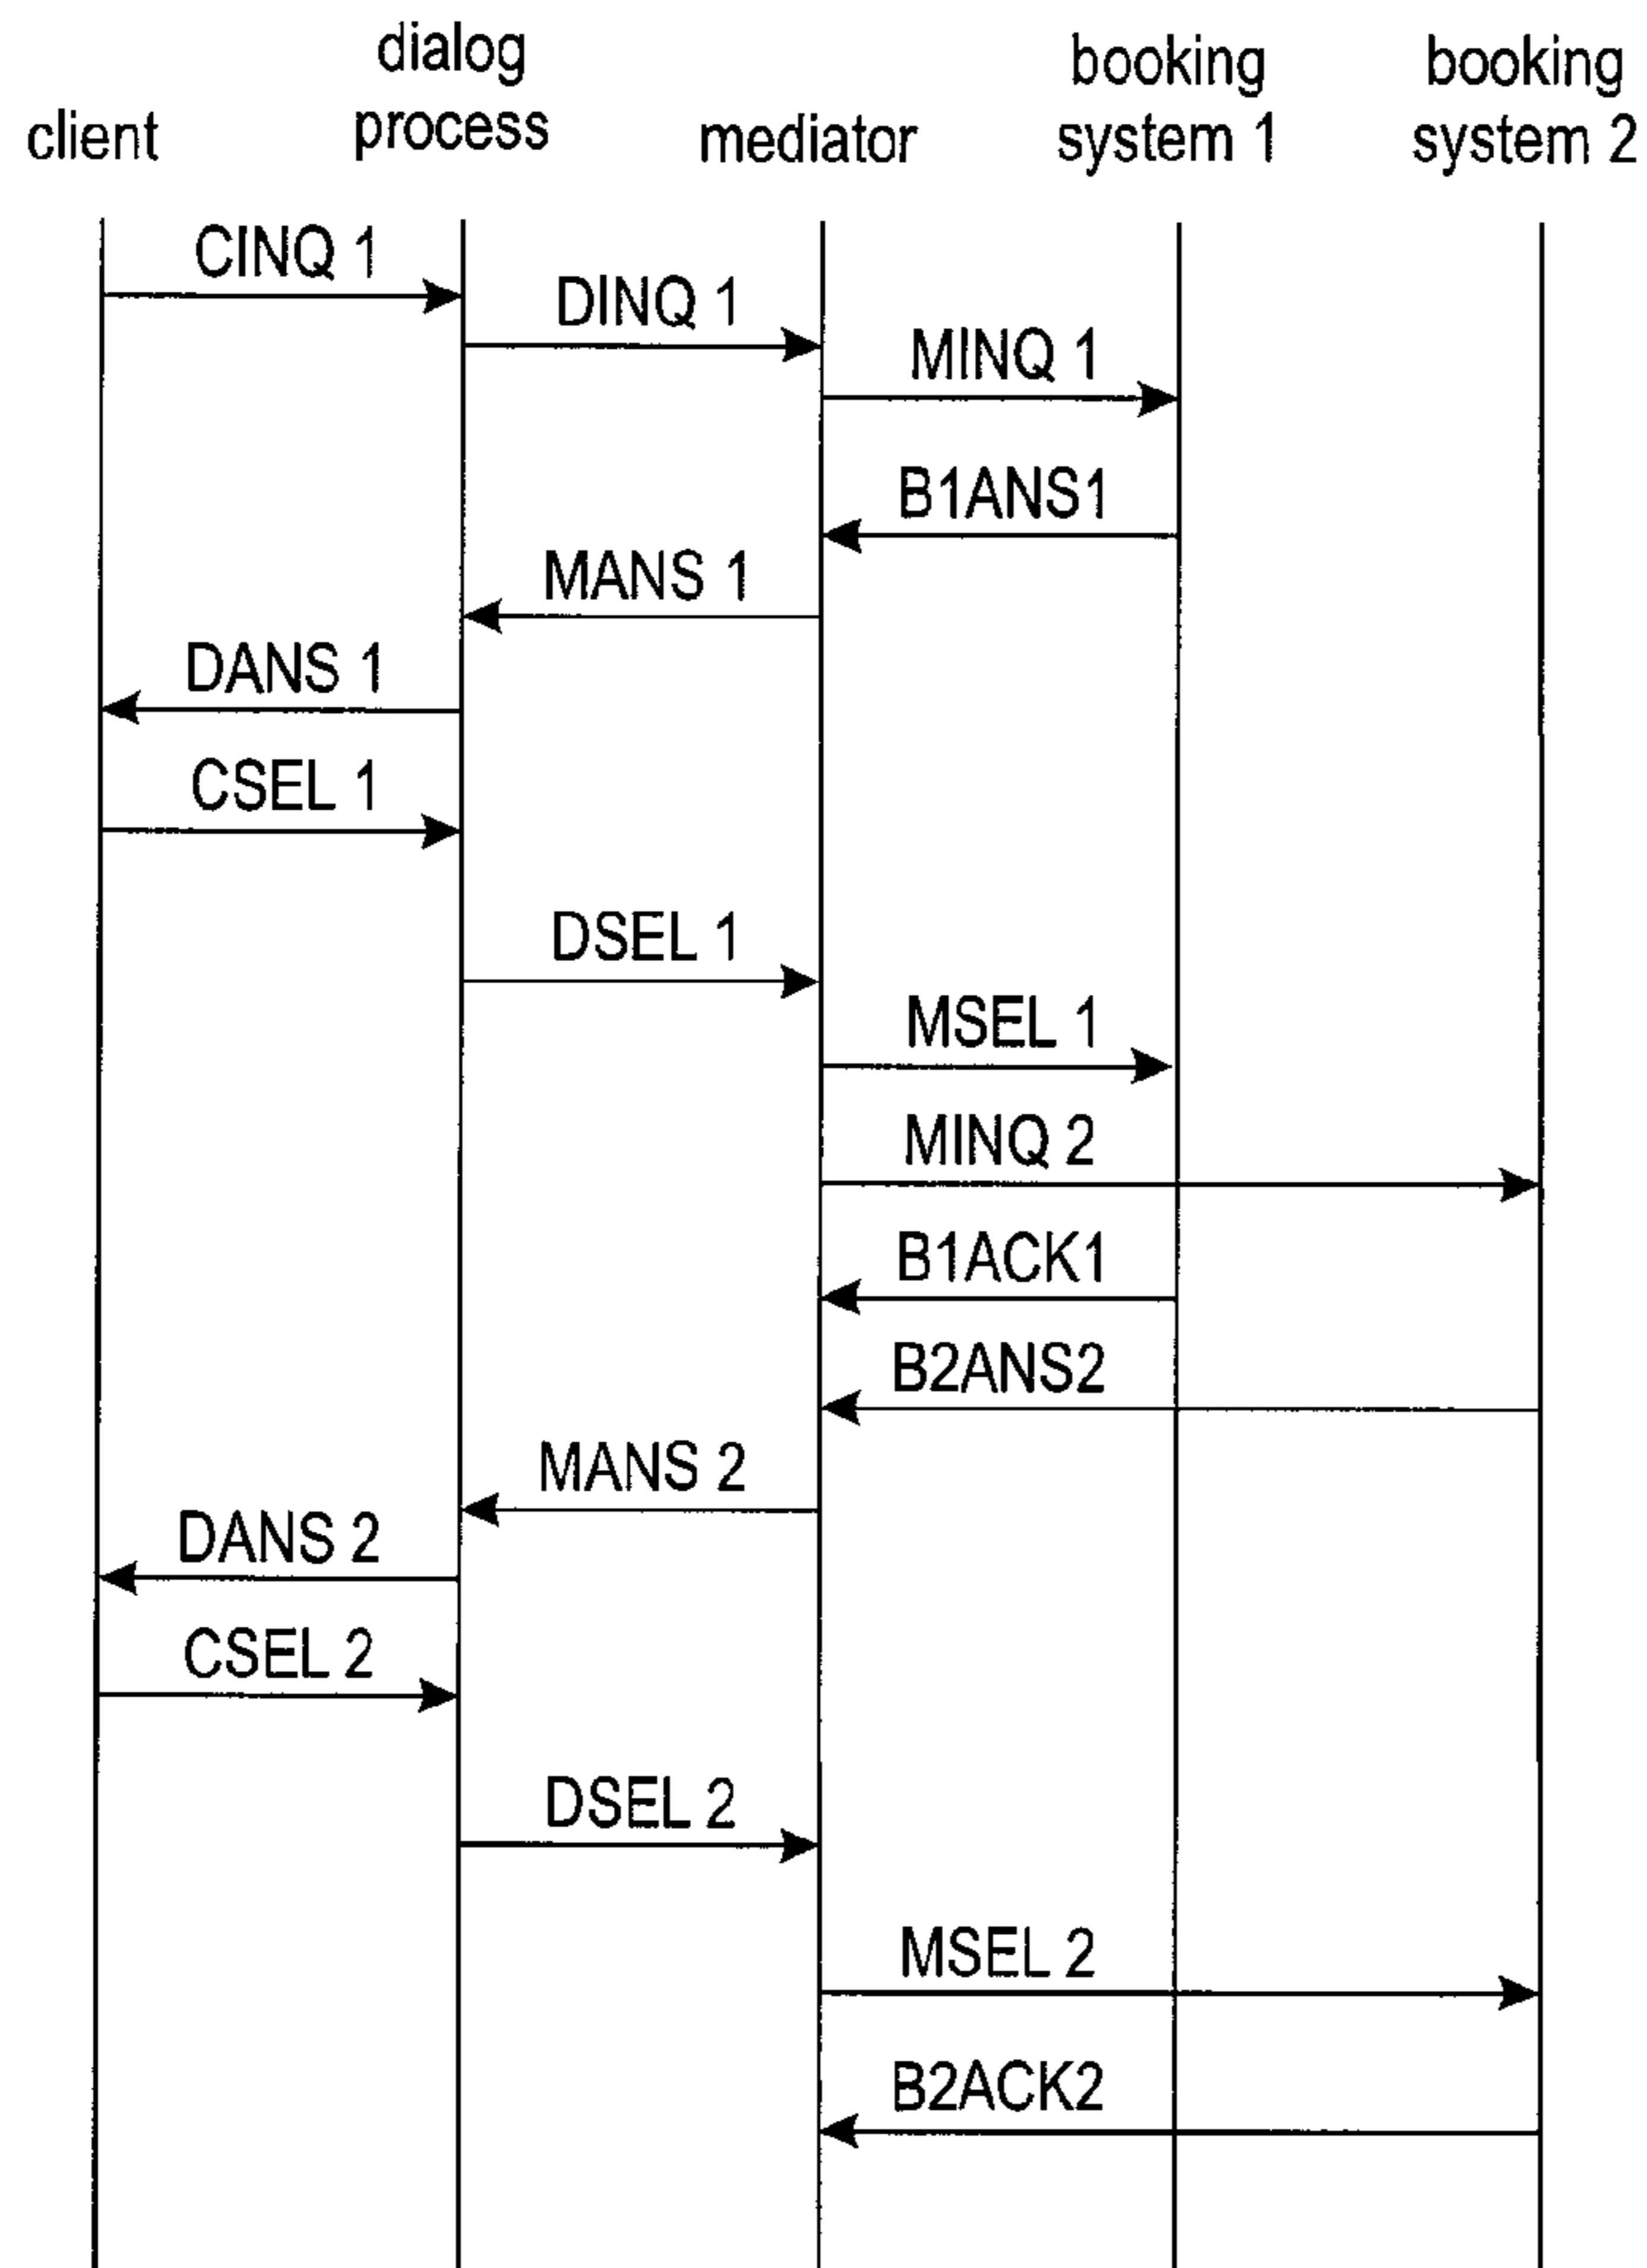 client
dialog
process
mediator
booking
system 1
booking
system 2
CINQ 1
DINQ 1
MINQ 1
B1ANS1
MANS 1
DANS 1
CSEL 1
DSEL 1
MSEL 1
MINQ 2
B1ACK1
B2ANS2
MANS 2
DANS 2
CSEL 2
DSEL 2
MSEL 2
B2ACK2